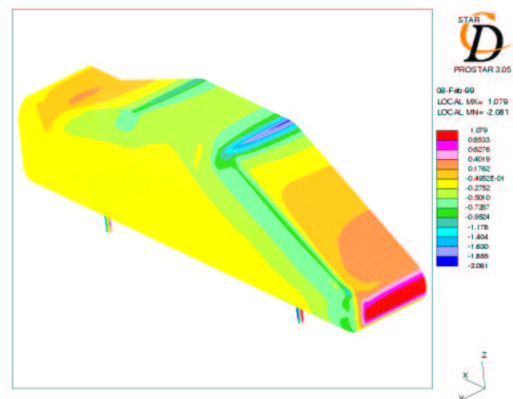 STAR
CD
PROSTAR 3.05
08-Feb-99
LOCAL MX= 1.079
LOCAL MN= -2.081
1.079
0.8533
0.6276
0.4019
0.1762
-0.4952E-01
-0.2752
-0.5010
-0.7267
-0.9524
-1.178
-1.404
-1.630
-1.855
-2.081
Z
X
Y